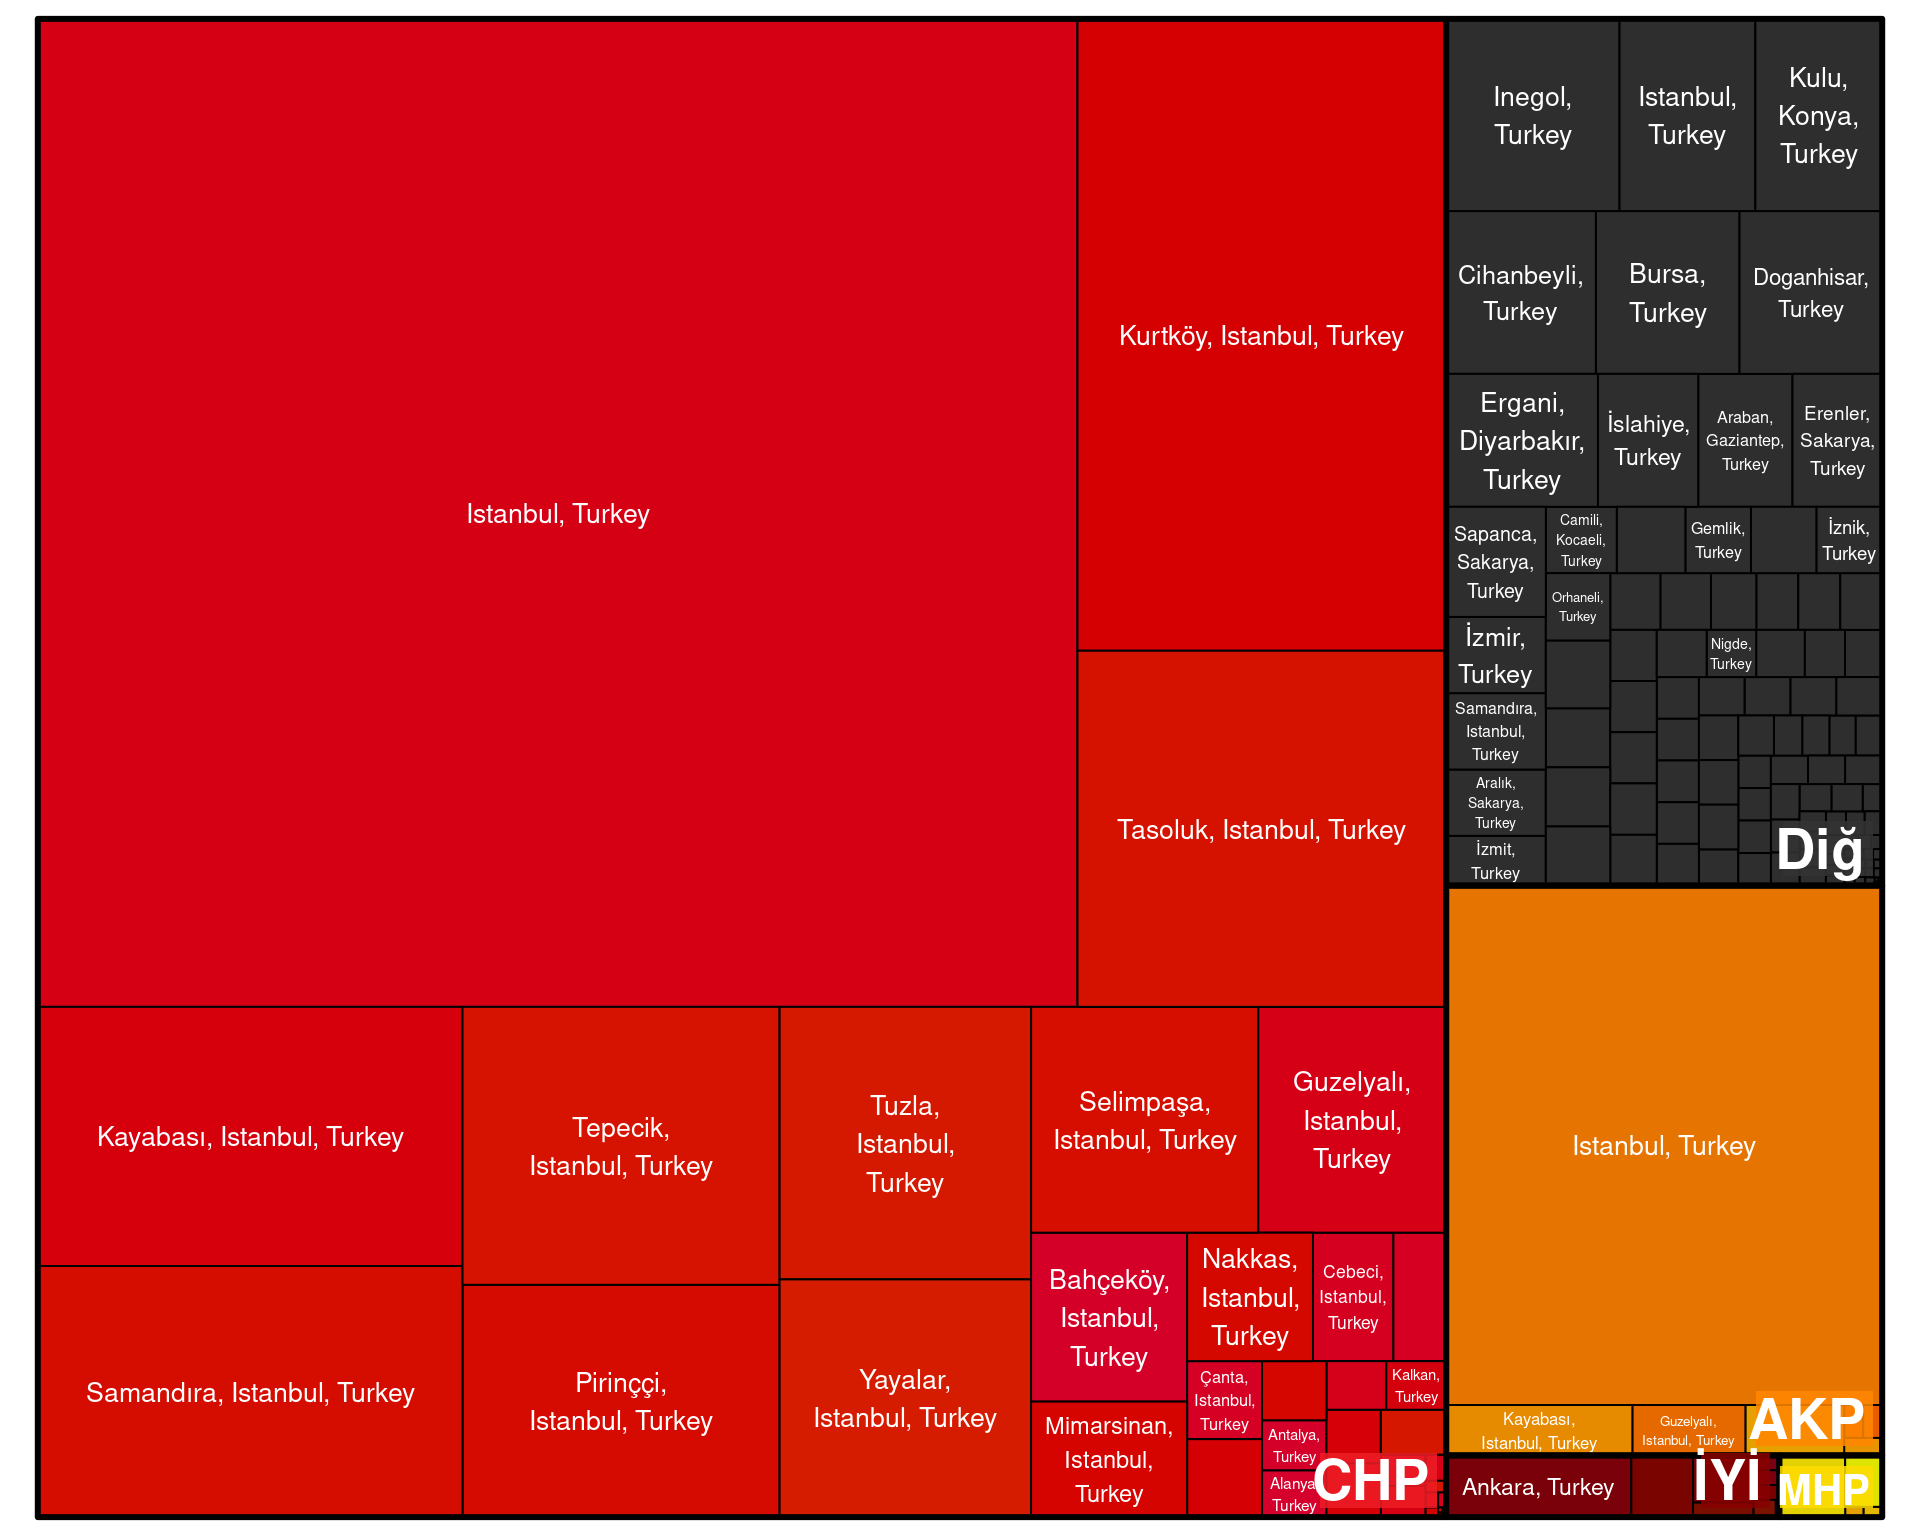 Istanbul, Turkey
Kurtköy, Istanbul, Turkey
Tasoluk, Istanbul, Turkey
Kayabası, Istanbul, Turkey
Samandıra, Istanbul, Turkey
Tepecik,
Istanbul, Turkey
Pirinççi,
Istanbul, Turkey
Tuzla,
Istanbul,
Turkey
Yayalar,
Istanbul, Turkey
Selimpaşa,
Istanbul, Turkey
Guzelyalı,
Istanbul,
Turkey
Bahçeköy,
Istanbul,
Turkey
Mimarsinan,
Istanbul,
Turkey
Nakkas,
Istanbul,
Turkey
Cebeci,
Istanbul,
Turkey
Çanta,
Istanbul,
Turkey
Kalkan,
Turkey
Antalya,
Turkey
Alanya
Turkey
CHP
Inegol,
Turkey
Istanbul,
Turkey
Kulu,
Konya,
Turkey
Cihanbeyli,
Turkey
Bursa,
Turkey
Doganhisar,
Turkey
Ergani,
Diyarbakır,
Turkey
İslahiye,
Turkey
Araban,
Gaziantep,
Turkey
Erenler,
Sakarya,
Turkey
Sapanca,
Sakarya,
Turkey
Camili,
Kocaeli,
Turkey
Gemlik,
Turkey
İznik,
Turkey
Orhaneli,
Turkey
İzmir,
Turkey
Nigde,
Turkey
Samandıra,
Istanbul,
Turkey
Aralık,
Sakarya,
Turkey
İzmit,
Turkey
Diğ
Istanbul, Turkey
Kayabası,
Istanbul, Turkey
Guzelyalı,
Istanbul, Turkey
AKP
Ankara, Turkey
İYİ
MHP